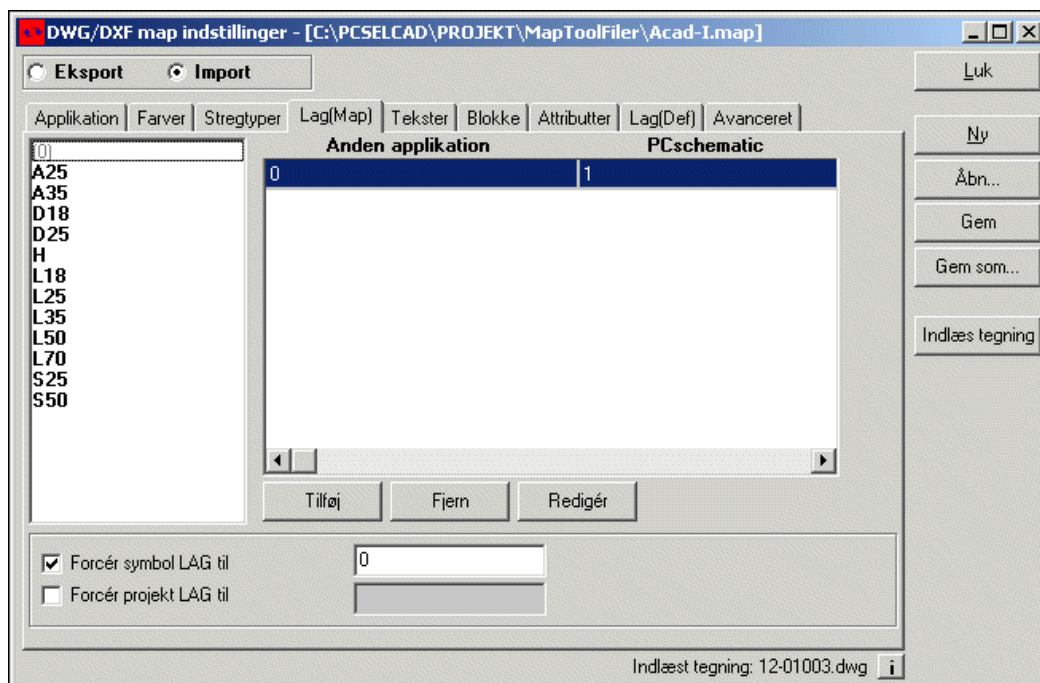 DWG/DXF map indstillinger - [C:\PCSELCAD\PROJEKT\MapToolFiler\Acad-I.map]
Eksport Import
Luk
Applikation Farver Stregtyper Lag(Map) Tekster Blokke Attributter Lag(Def) Avanceret
Ny
Åbn...
Gem
Gem som...
Indlæs tegning
0
A25
A35
D18
D25
H
L18
L25
L35
L50
L70
S25
S50
Anden applikation PCschematic
0 1
Tilføj Fjern Redigér
Forcér symbol LAG til 0
Forcér projekt LAG til
Indlæst tegning: 12-01003.dwg i